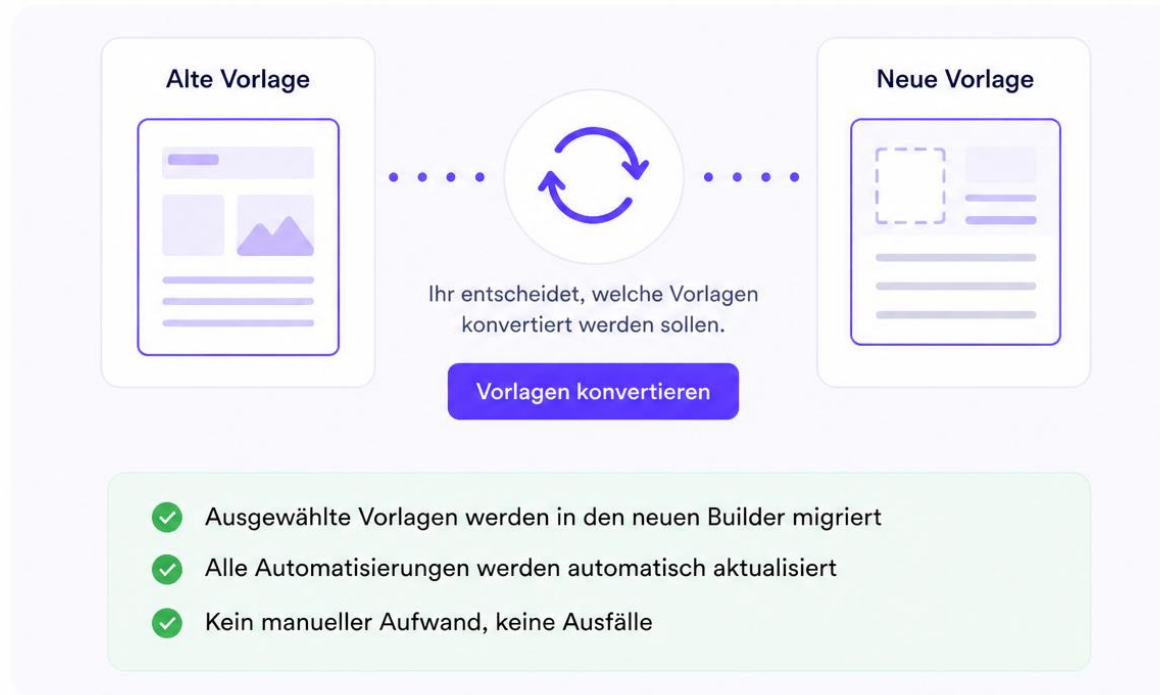 Alte Vorlage
Neue Vorlage
Ihr entscheidet, welche Vorlagen
konvertiert werden sollen.
Vorlagen konvertieren
Ausgewählte Vorlagen werden in den neuen Builder migriert
Alle Automatisierungen werden automatisch aktualisiert
Kein manueller Aufwand, keine Ausfälle